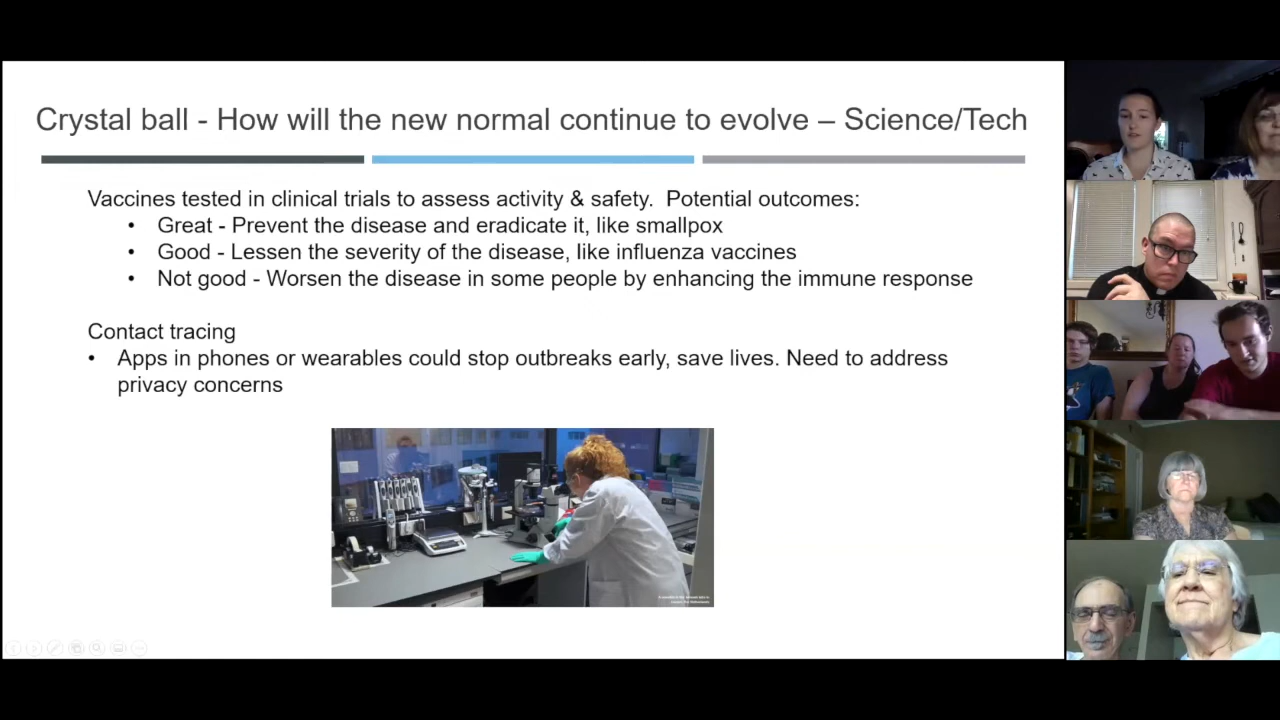 Crystal ball - How will the new normal continue to evolve – Science/Tech
Vaccines tested in clinical trials to assess activity & safety.  Potential outcomes:
• Great - Prevent the disease and eradicate it, like smallpox
• Good - Lessen the severity of the disease, like influenza vaccines
• Not good - Worsen the disease in some people by enhancing the immune response
Contact tracing
• Apps in phones or wearables could stop outbreaks early, save lives. Need to address
privacy concerns